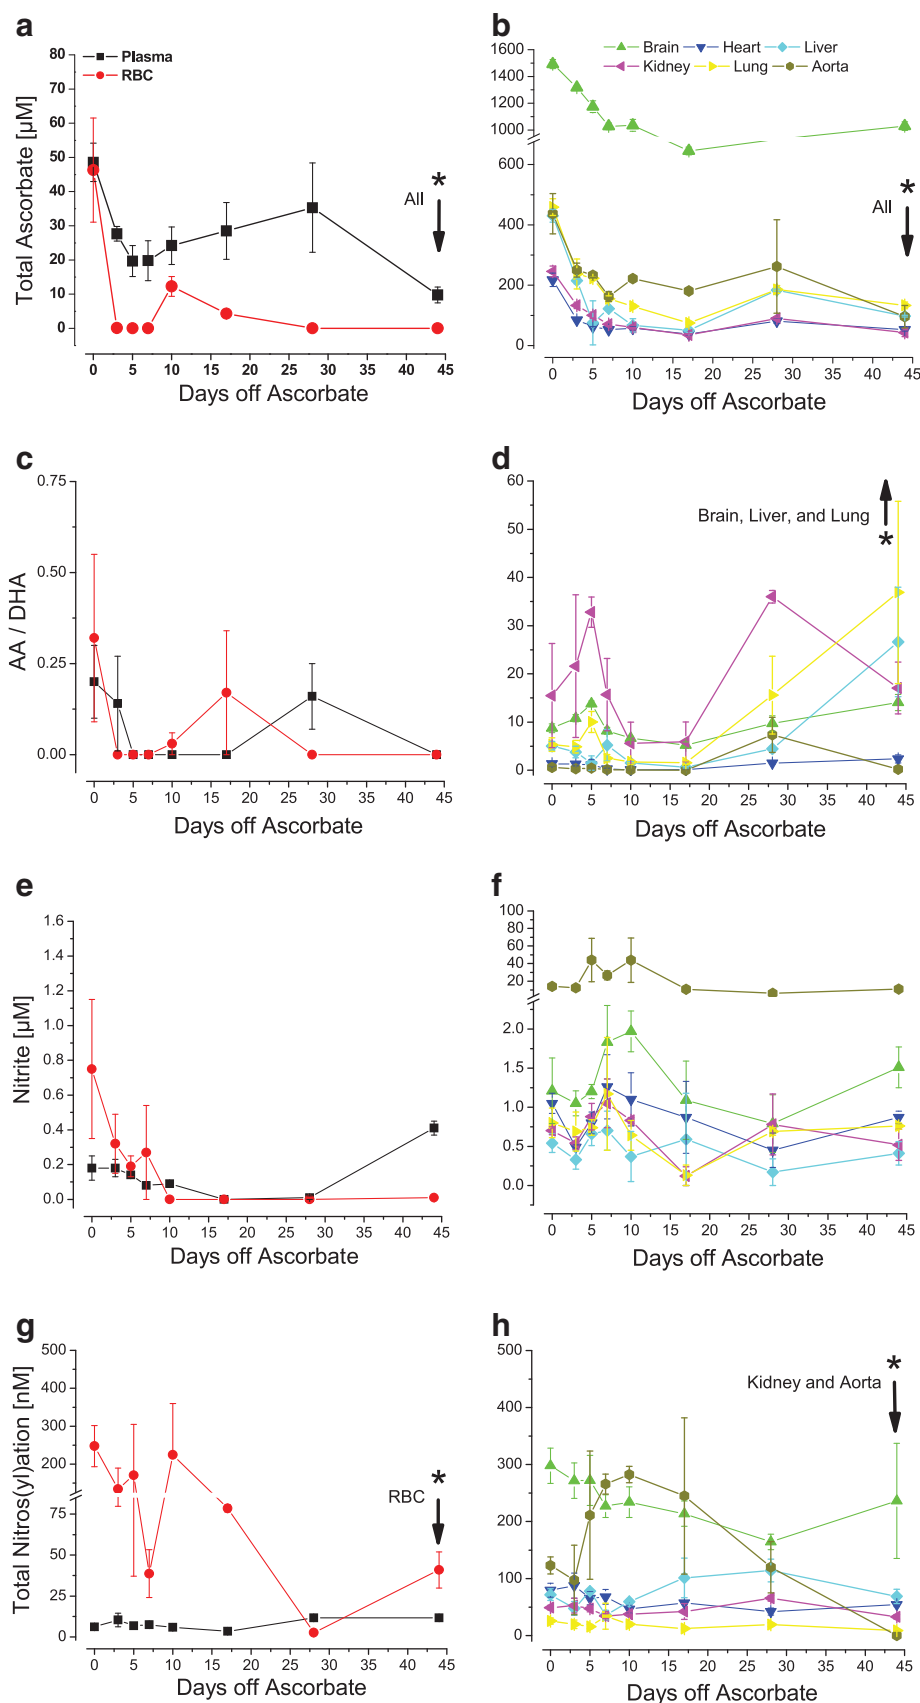 a
Plasma
RBC
80
70
60
50
40
30
20
10
0
Total Ascorbate [µM]
All
*
0 5 10 15 20 25 30 35 40 45
Days off Ascorbate
b
Brain Heart Liver
Kidney Lung Aorta
1600
1400
1200
1000
600
400
200
0
All
*
0 5 10 15 20 25 30 35 40 45
Days off Ascorbate
c
0.75
0.50
0.25
0.00
AA / DHA
0 5 10 15 20 25 30 35 40 45
Days off Ascorbate
d
60
50
40
30
20
10
0
Brain, Liver, and Lung
*
0 5 10 15 20 25 30 35 40 45
Days off Ascorbate
e
1.6
1.4
1.2
1.0
0.8
0.6
0.4
0.2
0.0
Nitrite [µM]
0 5 10 15 20 25 30 35 40 45
Days off Ascorbate
f
100
80
60
40
20
2.0
1.5
1.0
0.5
0.0
0 5 10 15 20 25 30 35 40 45
Days off Ascorbate
g
500
400
300
250
200
150
75
50
25
0
Total Nitros(yl)ation [nM]
RBC
*
0 5 10 15 20 25 30 35 40 45
Days off Ascorbate
h
500
400
300
200
100
0
Kidney and Aorta
*
0 5 10 15 20 25 30 35 40 45
Days off Ascorbate